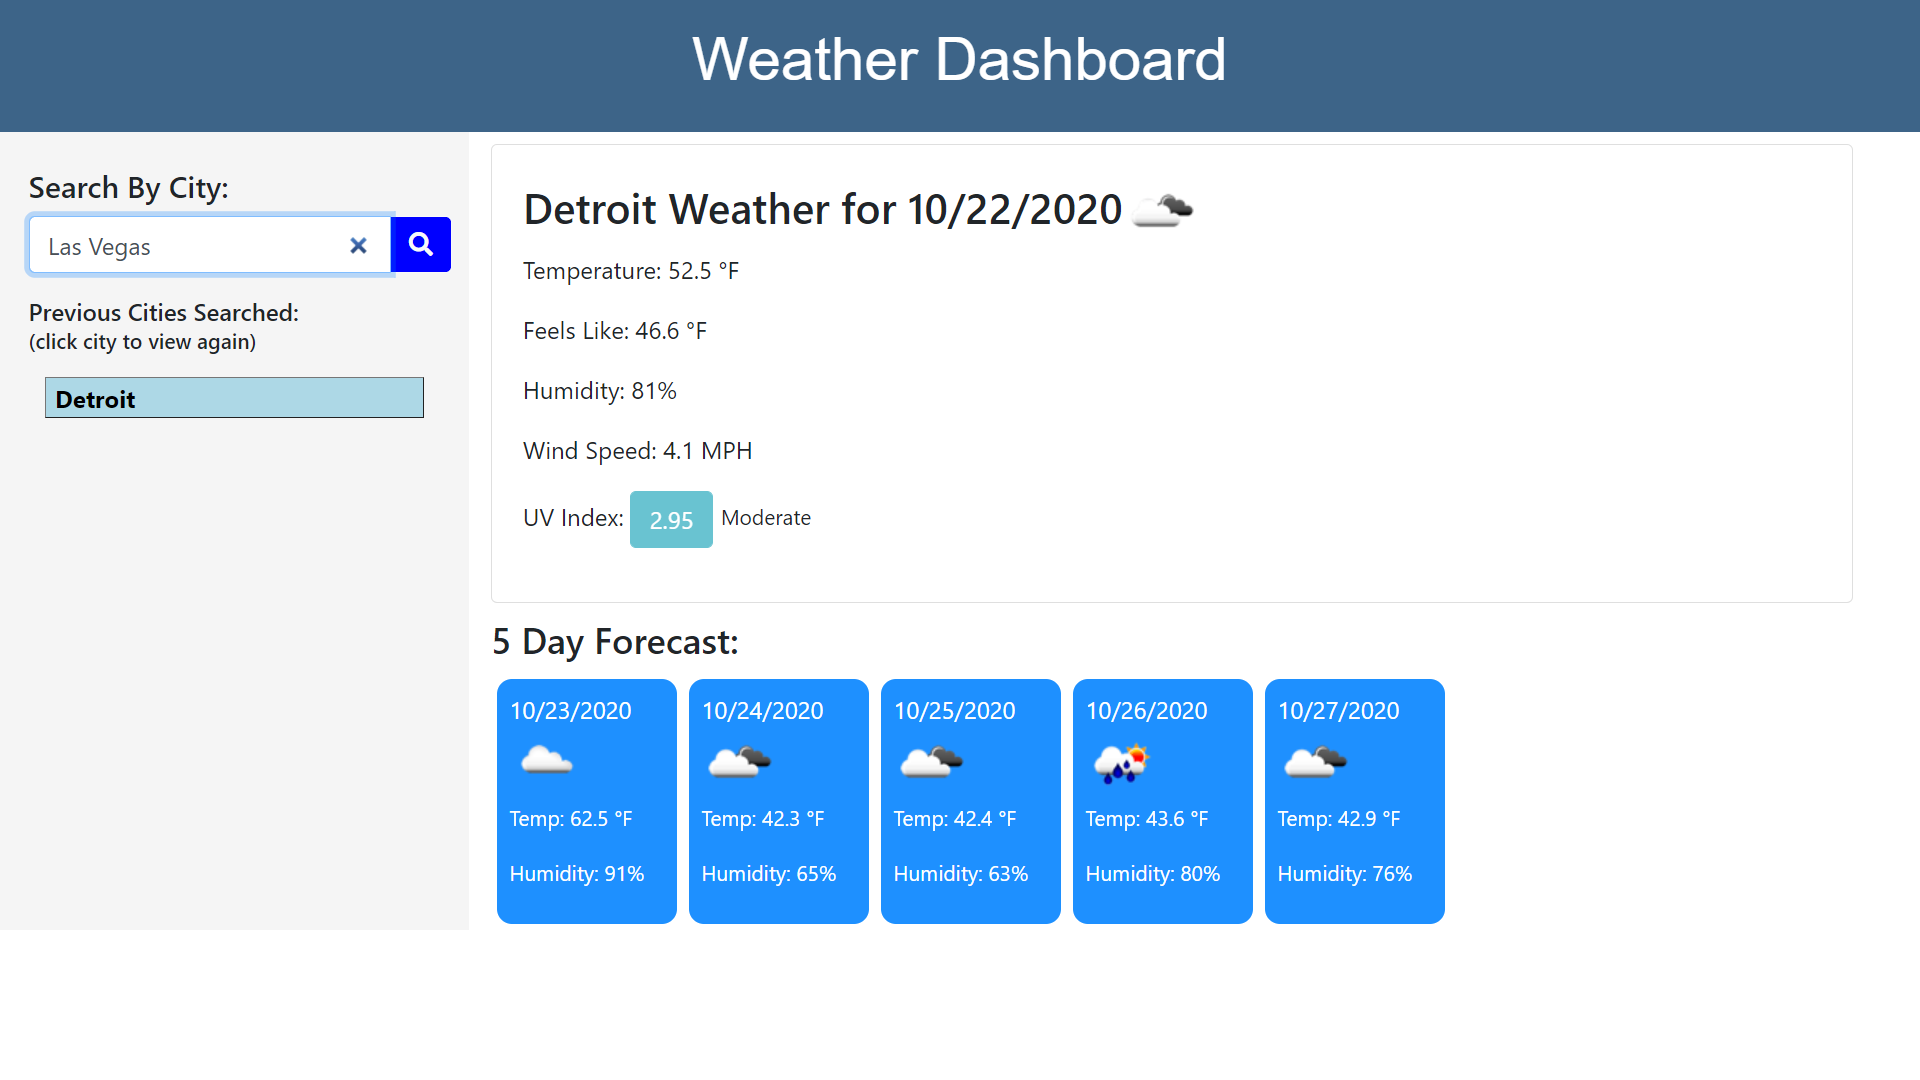 Weather Dashboard
Search By City:
Las Vegas
Previous Cities Searched:
(click city to view again)
Detroit
Detroit Weather for 10/22/2020
Temperature: 52.5 °F
Feels Like: 46.6 °F
Humidity: 81%
Wind Speed: 4.1 MPH
UV Index: 2.95 Moderate
5 Day Forecast:
10/23/2020
Temp: 62.5 °F
Humidity: 91%
10/24/2020
Temp: 42.3 °F
Humidity: 65%
10/25/2020
Temp: 42.4 °F
Humidity: 63%
10/26/2020
Temp: 43.6 °F
Humidity: 80%
10/27/2020
Temp: 42.9 °F
Humidity: 76%